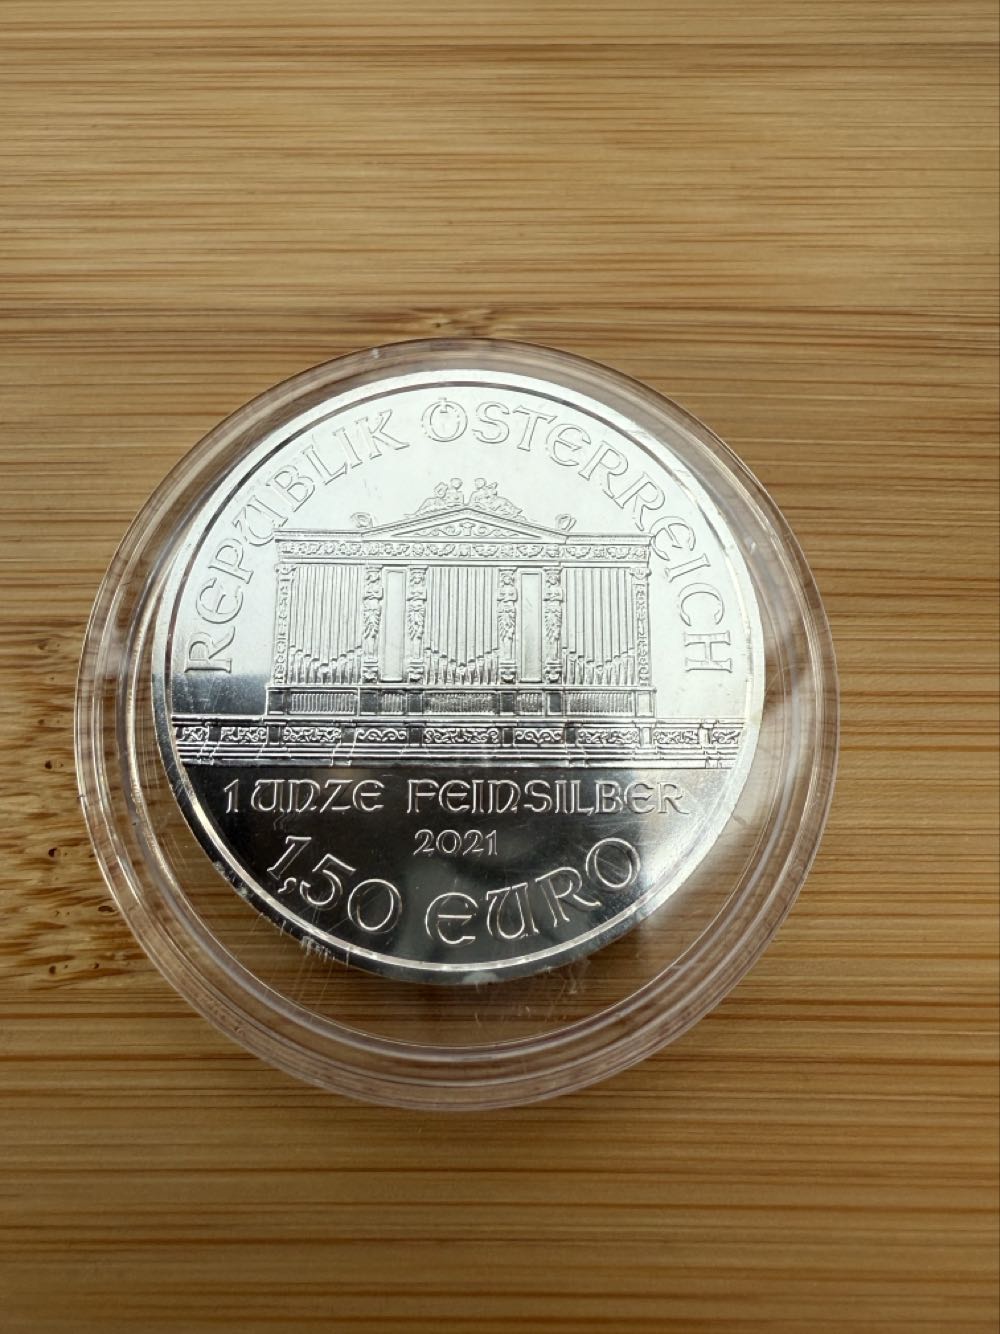 REPUBLIK ÖSTERREICH
1 UNZE FEINSILBER
2021
1,50 EURO